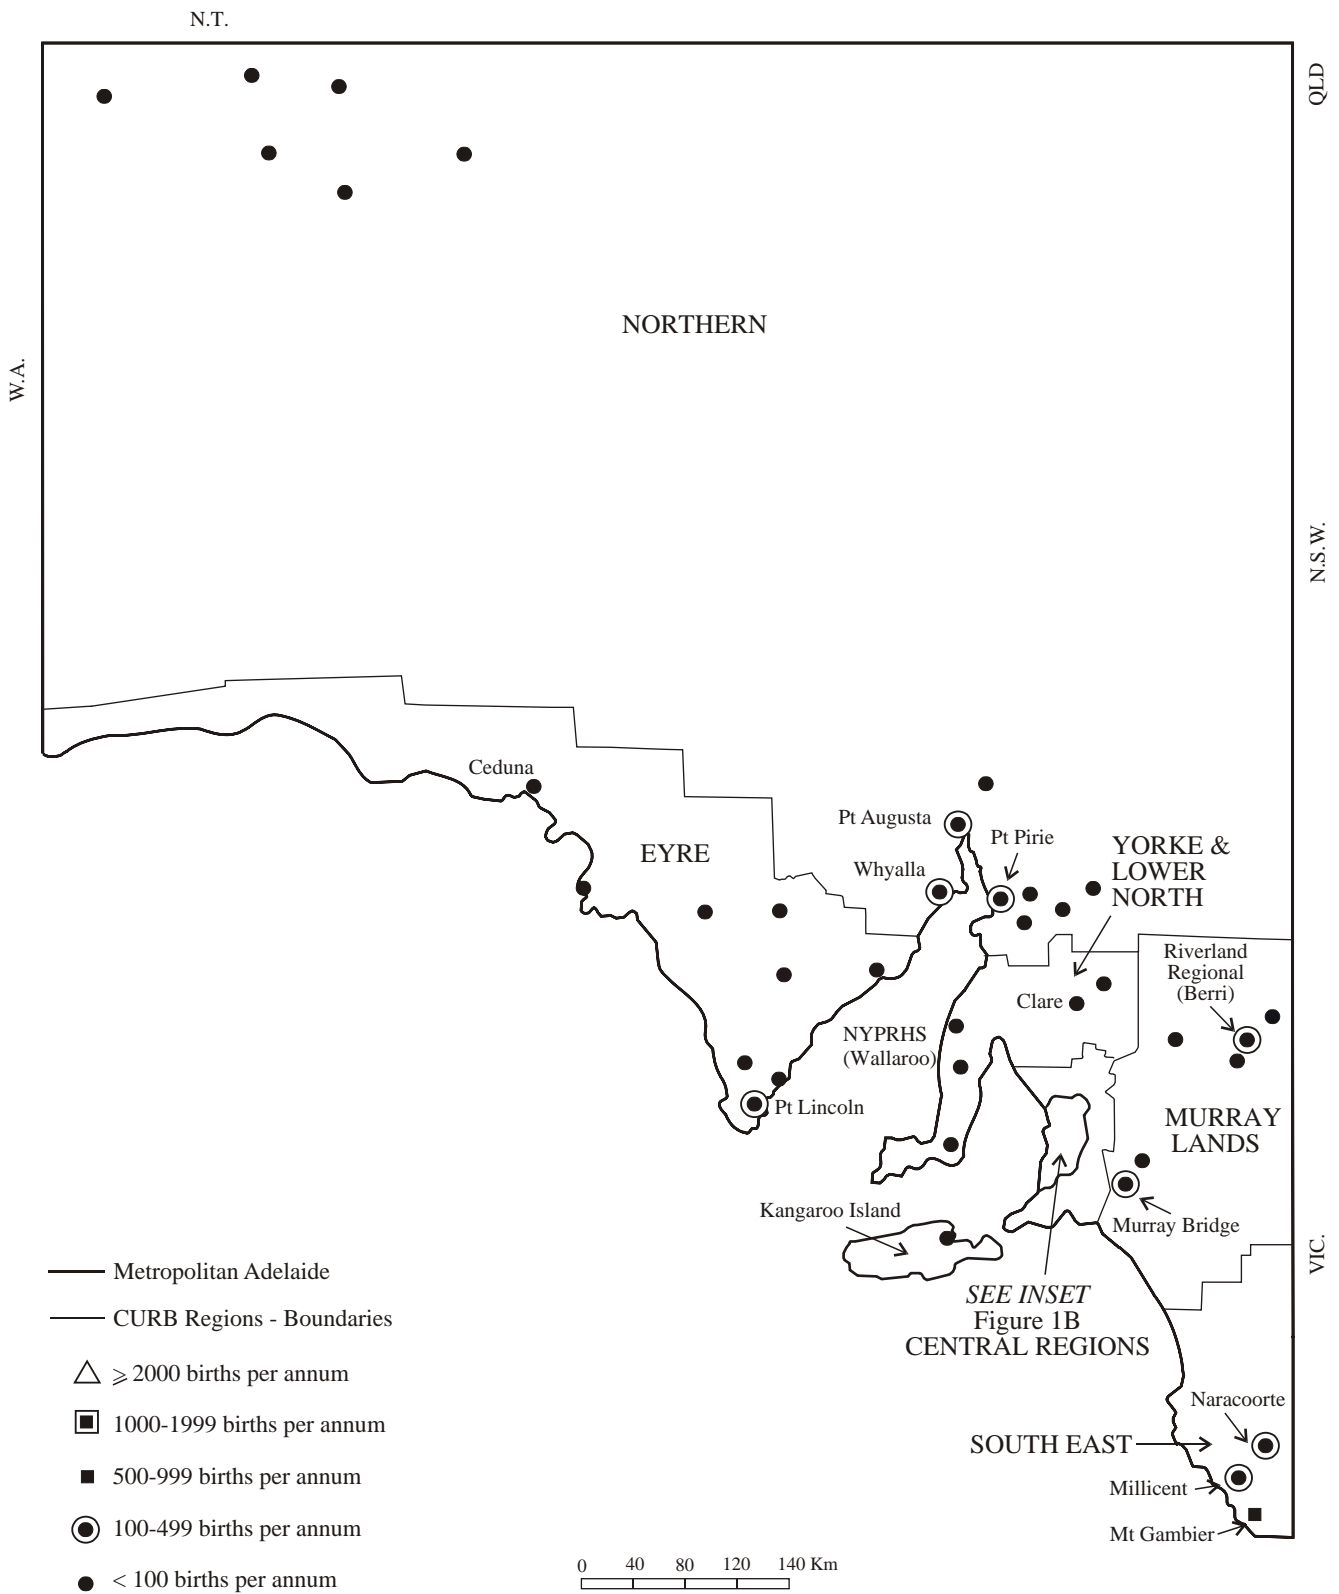 N.T.
QLD
NORTHERN
W.A.
N.S.W.
Ceduna
Pt Augusta
Pt Pirie
EYRE
YORKE &
LOWER
NORTH
Whyalla
Riverland
Regional
(Berri)
Clare
NYPRHS
(Wallaroo)
Pt Lincoln
MURRAY
LANDS
Kangaroo Island
Murray Bridge
VIC.
SEE INSET
Figure 1B
CENTRAL REGIONS
Naracoorte
SOUTH EAST
Millicent
Mt Gambier
Metropolitan Adelaide
CURB Regions - Boundaries
⩾ 2000 births per annum
1000-1999 births per annum
500-999 births per annum
100-499 births per annum
< 100 births per annum
0 40 80 120 140 Km